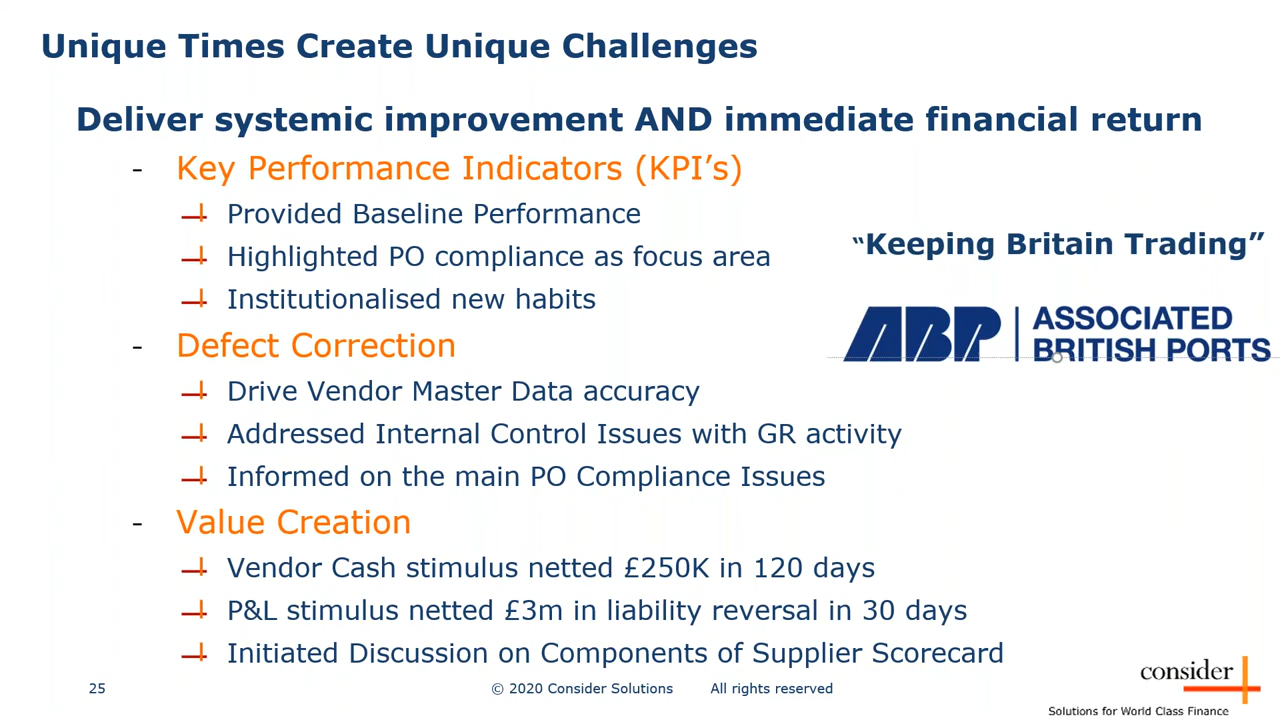 Unique Times Create Unique Challenges
Deliver systemic improvement AND immediate financial return
- Key Performance Indicators (KPI’s)
Provided Baseline Performance
Highlighted PO compliance as focus area
Institutionalised new habits
- Defect Correction
Drive Vendor Master Data accuracy
Addressed Internal Control Issues with GR activity
Informed on the main PO Compliance Issues
- Value Creation
Vendor Cash stimulus netted £250K in 120 days
P&L stimulus netted £3m in liability reversal in 30 days
Initiated Discussion on Components of Supplier Scorecard
“Keeping Britain Trading”
ABP
ASSOCIATED
BRITISH PORTS
25
© 2020 Consider Solutions All rights reserved
consider
Solutions for World Class Finance